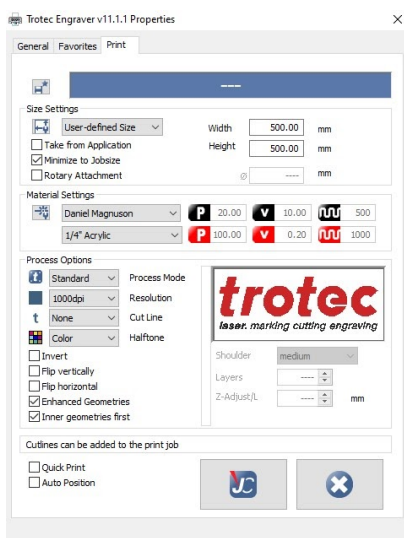 Trotec Engraver v11.1.1 Properties
General Favorites Print
---
Size Settings
User-defined Size Width 500.00 mm
Take from Application Height 500.00 mm
Minimize to Jobsize
Rotary Attachment Ø ---- mm
Material Settings
Daniel Magnuson P 20.00 V 10.00 500
1/4" Acrylic P 100.00 V 0.20 1000
Process Options
Standard Process Mode
1000dpi Resolution
t None Cut Line
Color Halftone
trotec
laser. marking cutting engraving
Invert
Flip vertically
Flip horizontal
Enhanced Geometries
Inner geometries first
Shoulder medium
Layers ----
Z-Adjust/L ---- mm
Cutlines can be added to the print job
Quick Print
Auto Position
JC